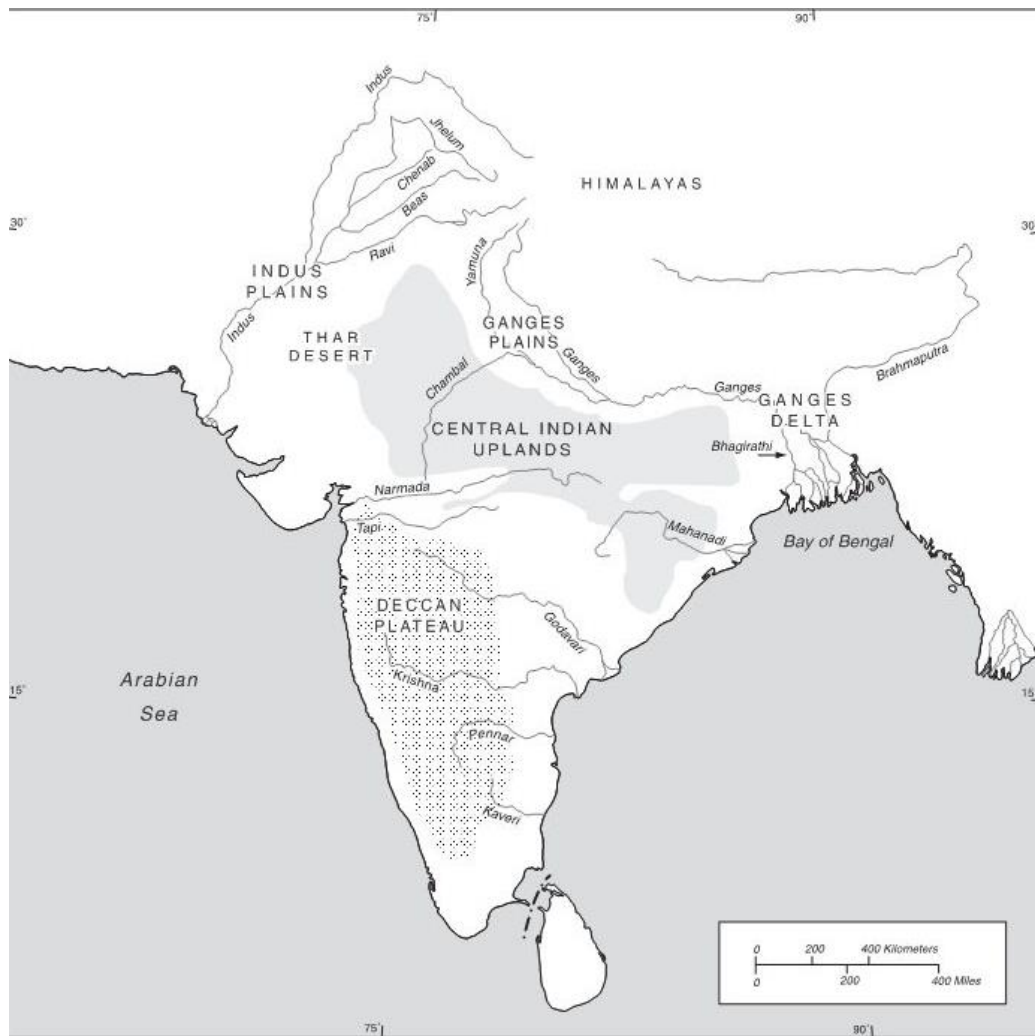 75°
90°
Indus
Jhelum
Chenab
HIMALAYAS
Beas
30°
30
Ravi
Yamuna
INDUS
PLAINS
Indus
THAR
DESERT
GANGES
PLAINS
Chambal
Ganges
Brahmaputra
Ganges
GANGES
DELTA
CENTRAL INDIAN
UPLANDS
Bhagirathi
Narmada
Tapi
Mahanadi
Bay of Bengal
DECCAN
PLATEAU
Godavari
Krishna
Arabian
Sea
15°
15
Pennar
Kaveri
0 200 400 Kilometers
0 200 400 Miles
75°
90°